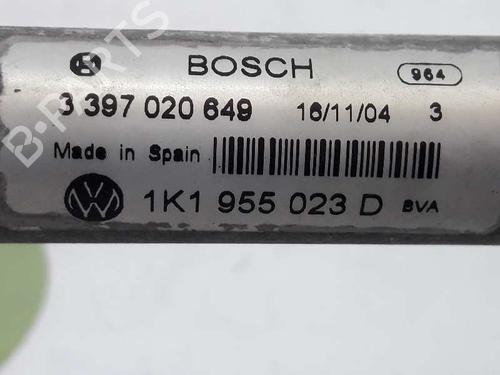 BOSCH 964
3 397 020 649 16/11/04 3
Made in Spain
1K1 955 023 D BVA
B-PARTS